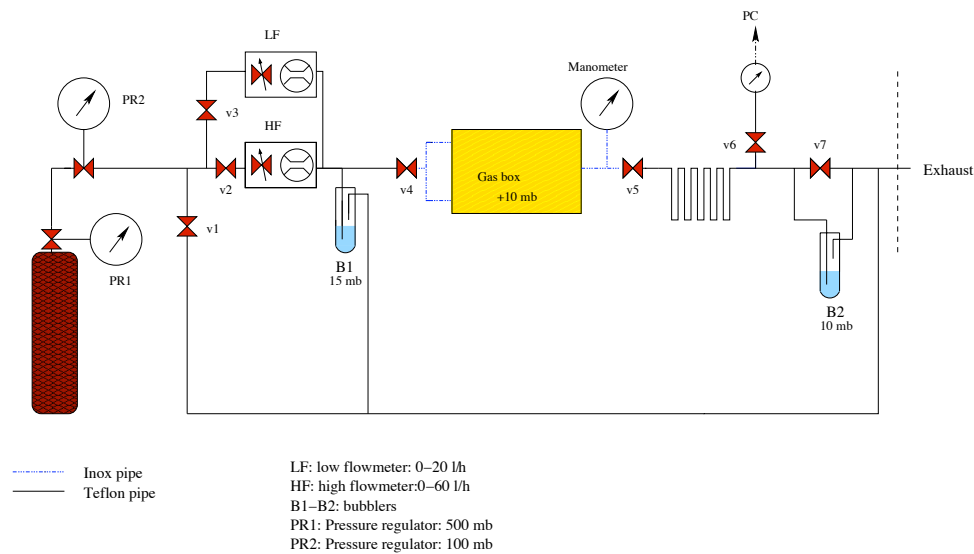 PC
LF
Manometer
PR2
v3
HF
v6
v7
v2
v4
Gas box
+10 mb
v5
Exhaust
v1
PR1
B1
15 mb
B2
10 mb
Inox pipe
Teflon pipe
LF: low flowmeter: 0–20 l/h
HF: high flowmeter:0–60 l/h
B1–B2: bubblers
PR1: Pressure regulator: 500 mb
PR2: Pressure regulator: 100 mb